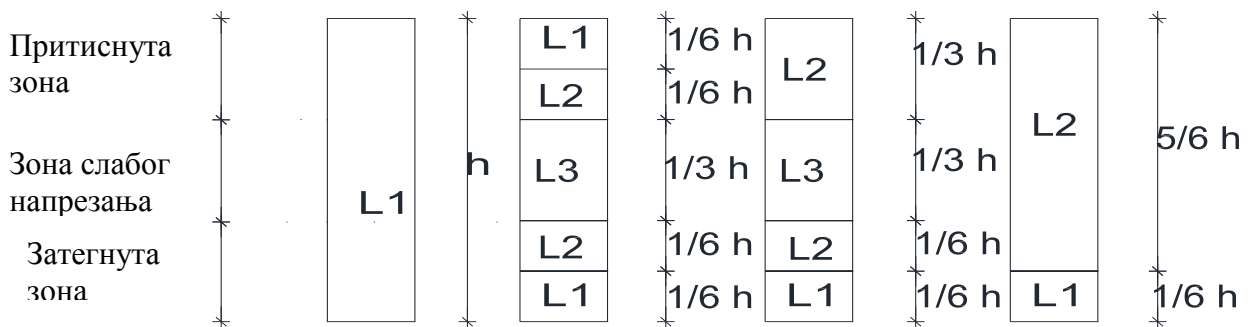 Притиснута
зона
Зона слабог
напрезања
Затегнута
зона
L1
h
L1
L2
L3
L2
L1
1/6 h
1/6 h
1/3 h
1/6 h
1/6 h
L2
L3
L2
L1
1/3 h
1/3 h
1/6 h
1/6 h
L2
L1
5/6 h
1/6 h